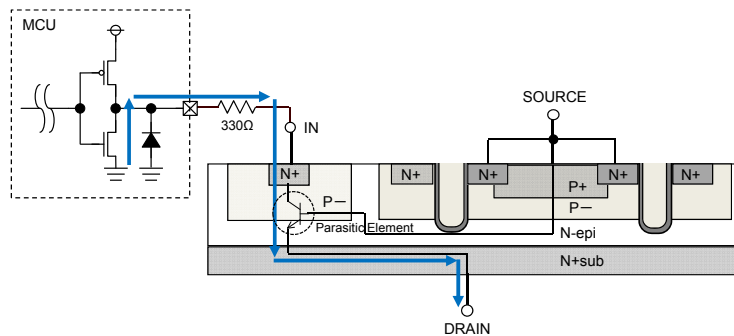 MCU
330Ω
IN
SOURCE
N+
N+
N+
N+
N+
P+
P−
P−
Parasitic Element
N-epi
N+sub
DRAIN